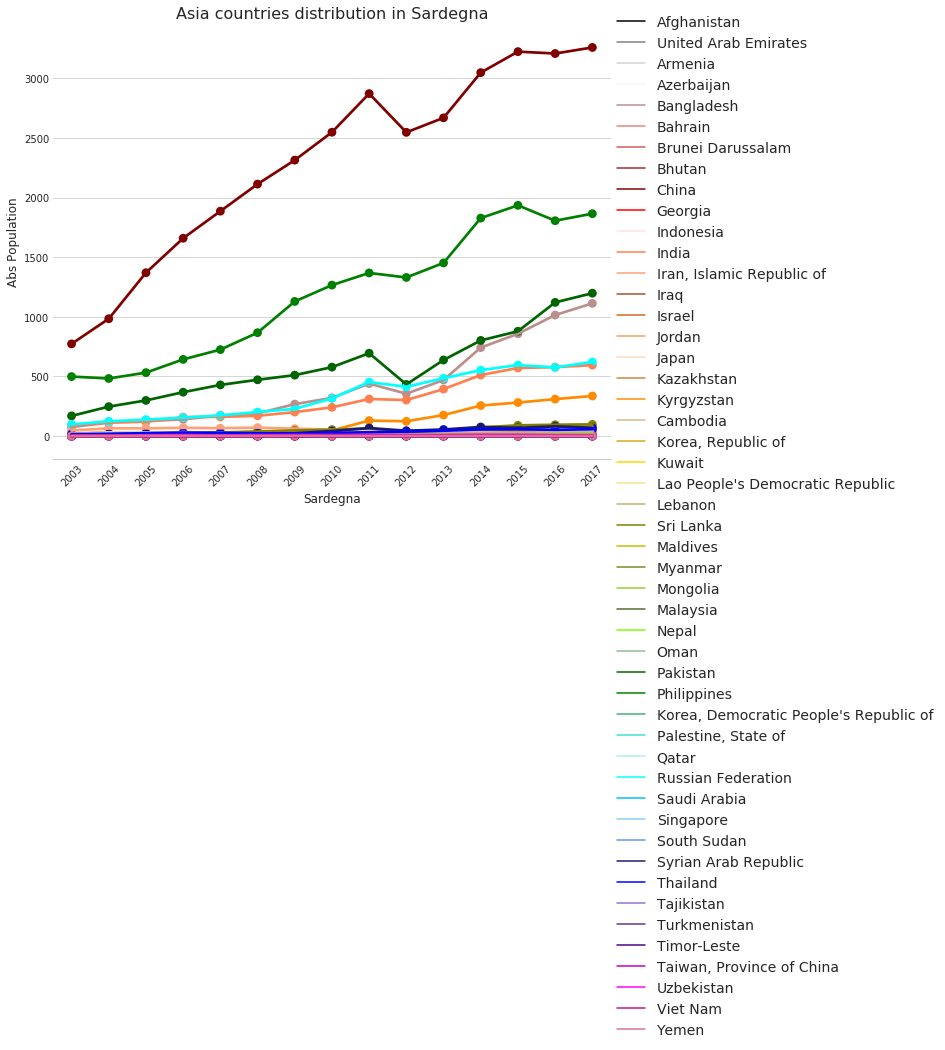 Asia countries distribution in Sardegna
Abs Population
3000
2500
2000
1500
1000
500
0
2003
2004
2005
2006
2007
2008
2009
2010
2011
2012
2013
2014
2015
2016
2017
Sardegna
Afghanistan
United Arab Emirates
Armenia
Azerbaijan
Bangladesh
Bahrain
Brunei Darussalam
Bhutan
China
Georgia
Indonesia
India
Iran, Islamic Republic of
Iraq
Israel
Jordan
Japan
Kazakhstan
Kyrgyzstan
Cambodia
Korea, Republic of
Kuwait
Lao People's Democratic Republic
Lebanon
Sri Lanka
Maldives
Myanmar
Mongolia
Malaysia
Nepal
Oman
Pakistan
Philippines
Korea, Democratic People's Republic of
Palestine, State of
Qatar
Russian Federation
Saudi Arabia
Singapore
South Sudan
Syrian Arab Republic
Thailand
Tajikistan
Turkmenistan
Timor-Leste
Taiwan, Province of China
Uzbekistan
Viet Nam
Yemen